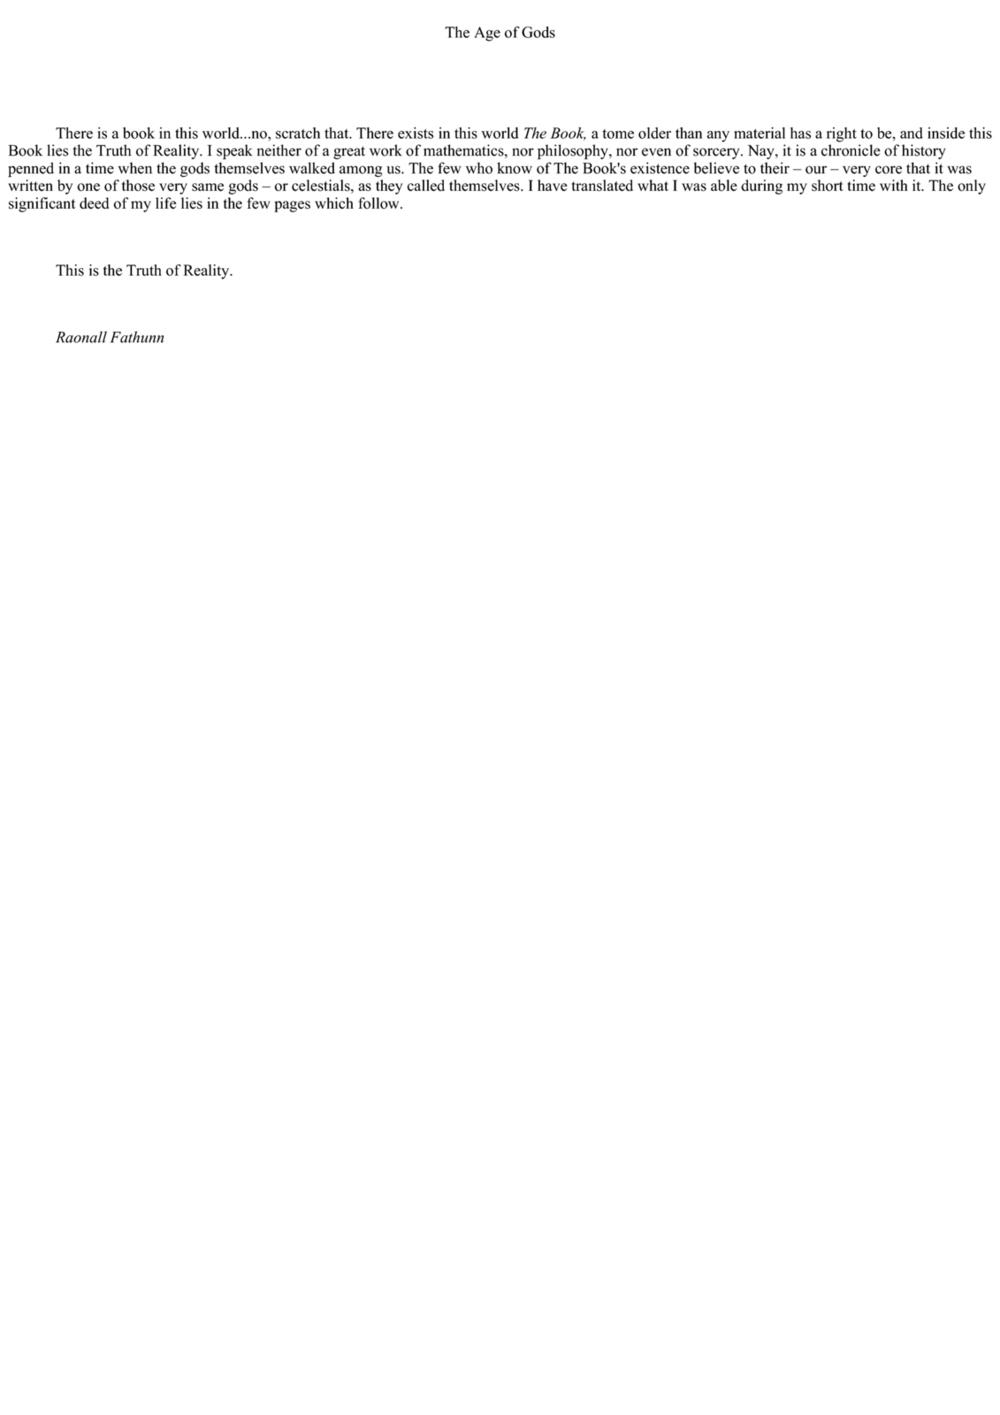 The Age of Gods
There is a book in this world...no, scratch that. There exists in this world The Book, a tome older than any material has a right to be, and inside this
Book lies the Truth of Reality. I speak neither of a great work of mathematics, nor philosophy, nor even of sorcery. Nay, it is a chronicle of history
penned in a time when the gods themselves walked among us. The few who know of The Book's existence believe to their – our – very core that it was
written by one of those very same gods – or celestials, as they called themselves. I have translated what I was able during my short time with it. The only
significant deed of my life lies in the few pages which follow.
This is the Truth of Reality.
Raonall Fathunn